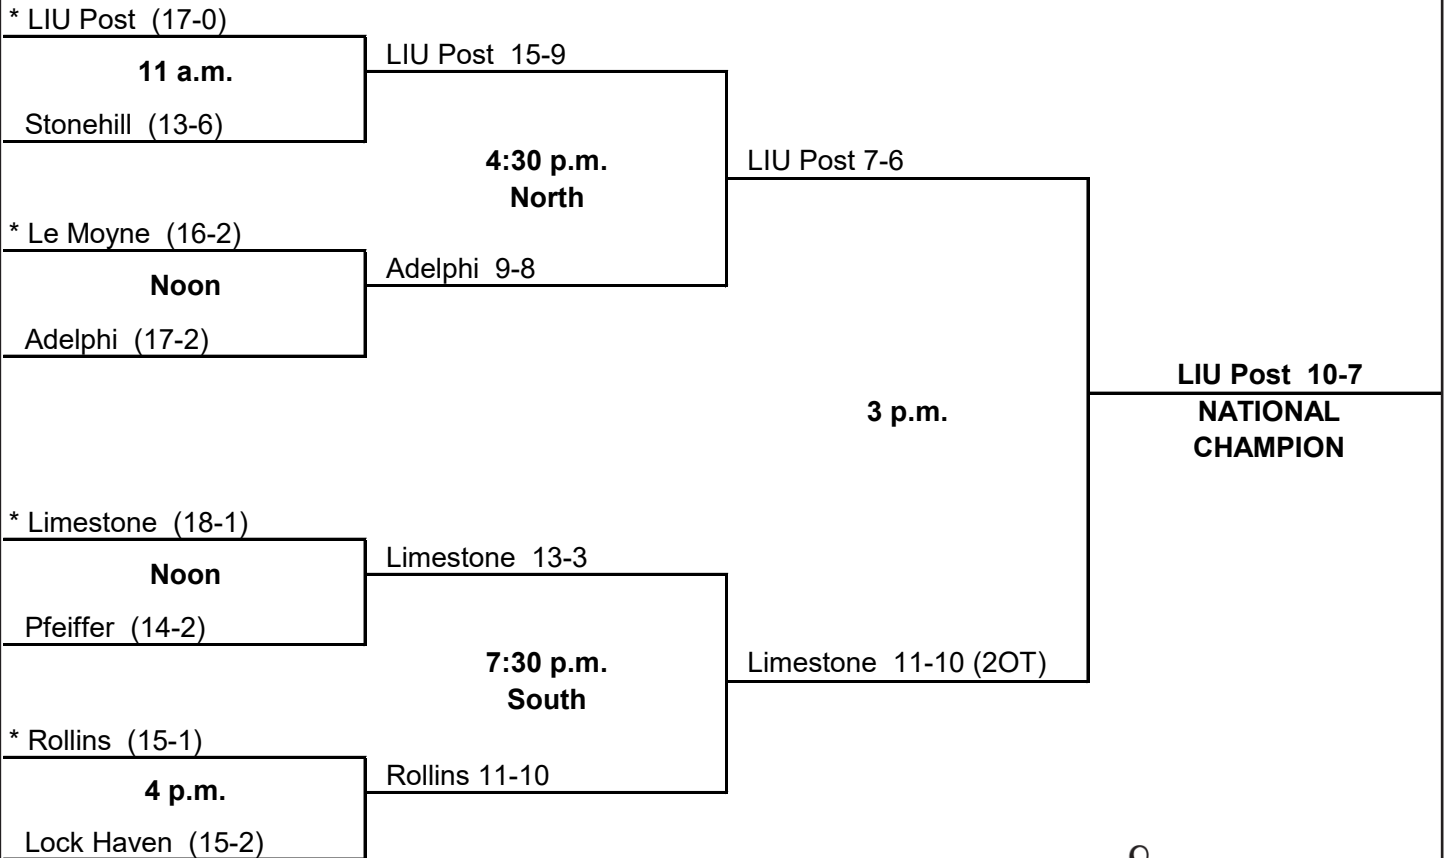 * LIU Post (17-0)
11 a.m.
Stonehill (13-6)
LIU Post 15-9
4:30 p.m.
North
LIU Post 7-6
* Le Moyne (16-2)
Noon
Adelphi (17-2)
Adelphi 9-8
3 p.m.
LIU Post 10-7
NATIONAL
CHAMPION
* Limestone (18-1)
Noon
Pfeiffer (14-2)
Limestone 13-3
7:30 p.m.
South
Limestone 11-10 (2OT)
* Rollins (15-1)
4 p.m.
Lock Haven (15-2)
Rollins 11-10